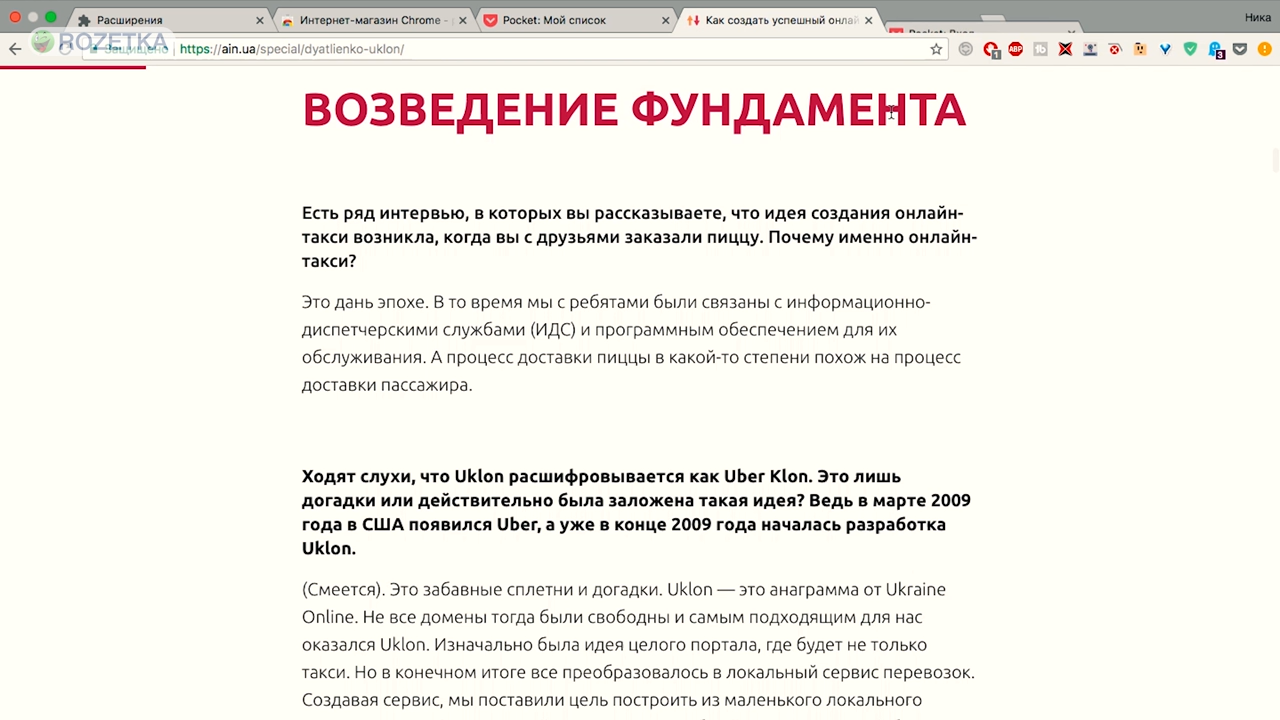 Расширения
Интернет-магазин Chrome -
Pocket: Мой список
Как создать успешный онлай
Ника
ROZETKA
Защищено
https://ain.ua/special/dyatlienko-uklon/
ABP
1
3
ВОЗВЕДЕНИЕ ФУНДАМЕНТА
Есть ряд интервью, в которых вы рассказываете, что идея создания онлайн-
такси возникла, когда вы с друзьями заказали пиццу. Почему именно онлайн-
такси?
Это дань эпохе. В то время мы с ребятами были связаны с информационно-
диспетчерскими службами (ИДС) и программным обеспечением для их
обслуживания. А процесс доставки пиццы в какой-то степени похож на процесс
доставки пассажира.
Ходят слухи, что Uklon расшифровывается как Uber Klon. Это лишь
догадки или действительно была заложена такая идея? Ведь в марте 2009
года в США появился Uber, а уже в конце 2009 года началась разработка
Uklon.
(Смеется). Это забавные сплетни и догадки. Uklon — это анаграмма от Ukraine
Online. Не все домены тогда были свободны и самым подходящим для нас
оказался Uklon. Изначально была идея целого портала, где будет не только
такси. Но в конечном итоге все преобразовалось в локальный сервис перевозок.
Создавая сервис, мы поставили цель построить из маленького локального